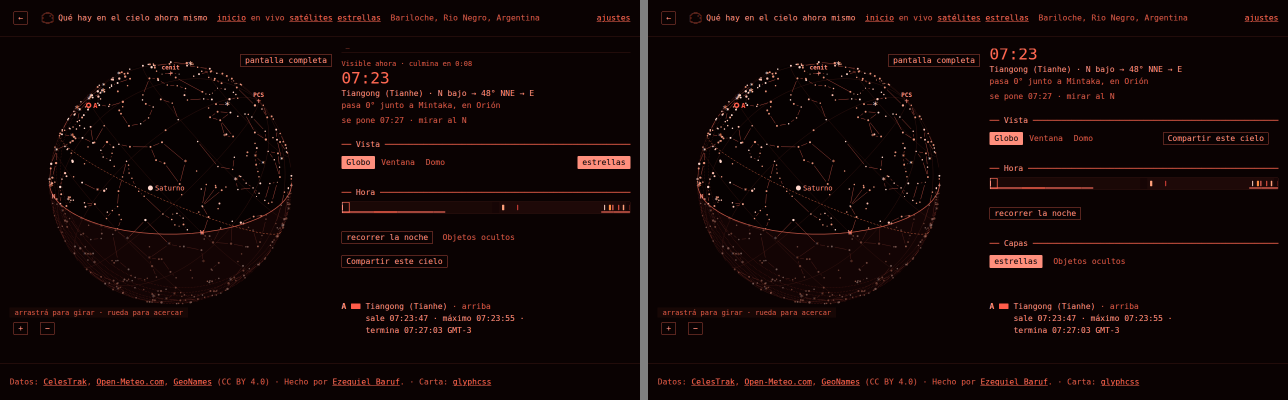 ← Qué hay en el cielo ahora mismo inicio en vivo satélites estrellas Bariloche, Río Negro, Argentina ajustes
pantalla completa
cenit
PCS
A
Saturno
N
E
W
arrastrá para girar · rueda para acercar
+ −
Visible ahora · culmina en 0:08
07:23
Tiangong (Tianhe) · N bajo → 48° NNE → E
pasa 0° junto a Mintaka, en Orión
se pone 07:27 · mirar al N
Vista
Globo Ventana Domo estrellas
Hora
recorrer la noche Objetos ocultos
Compartir este cielo
A Tiangong (Tianhe) · arriba
sale 07:23:47 · máximo 07:23:55 ·
termina 07:27:03 GMT-3
Datos: CelesTrak, Open-Meteo.com, GeoNames (CC BY 4.0) · Hecho por Ezequiel Baruf. · Carta: glyphcss
← Qué hay en el cielo ahora mismo inicio en vivo satélites estrellas Bariloche, Río Negro, Argentina ajustes
pantalla completa
cenit
PCS
A
Saturno
N
E
W
arrastrá para girar · rueda para acercar
+ −
07:23
Tiangong (Tianhe) · N bajo → 48° NNE → E
pasa 0° junto a Mintaka, en Orión
se pone 07:27 · mirar al N
Vista
Globo Ventana Domo Compartir este cielo
Hora
recorrer la noche
Capas
estrellas Objetos ocultos
A Tiangong (Tianhe) · arriba
sale 07:23:47 · máximo 07:23:55 ·
termina 07:27:03 GMT-3
Datos: CelesTrak, Open-Meteo.com, GeoNames (CC BY 4.0) · Hecho por Ezequiel Baruf. · Carta: glyphcss